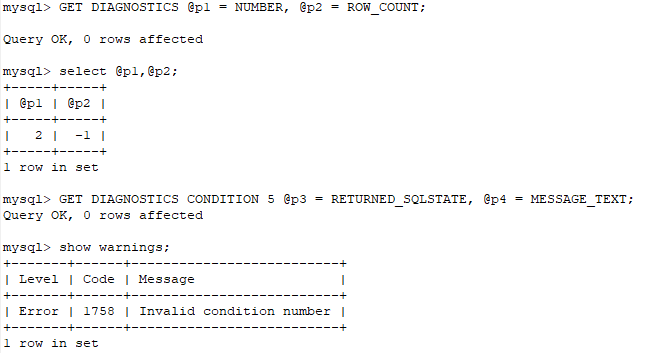 mysql> GET DIAGNOSTICS @p1 = NUMBER, @p2 = ROW_COUNT;
Query OK, 0 rows affected
mysql> select @p1,@p2;
+-----+-----+
| @p1 | @p2 |
+-----+-----+
|   2 |  -1 |
+-----+-----+
1 row in set
mysql> GET DIAGNOSTICS CONDITION 5 @p3 = RETURNED_SQLSTATE, @p4 = MESSAGE_TEXT;
Query OK, 0 rows affected
mysql> show warnings;
+-------+------+--------------------------+
| Level | Code | Message                  |
+-------+------+--------------------------+
| Error | 1758 | Invalid condition number |
+-------+------+--------------------------+
1 row in set